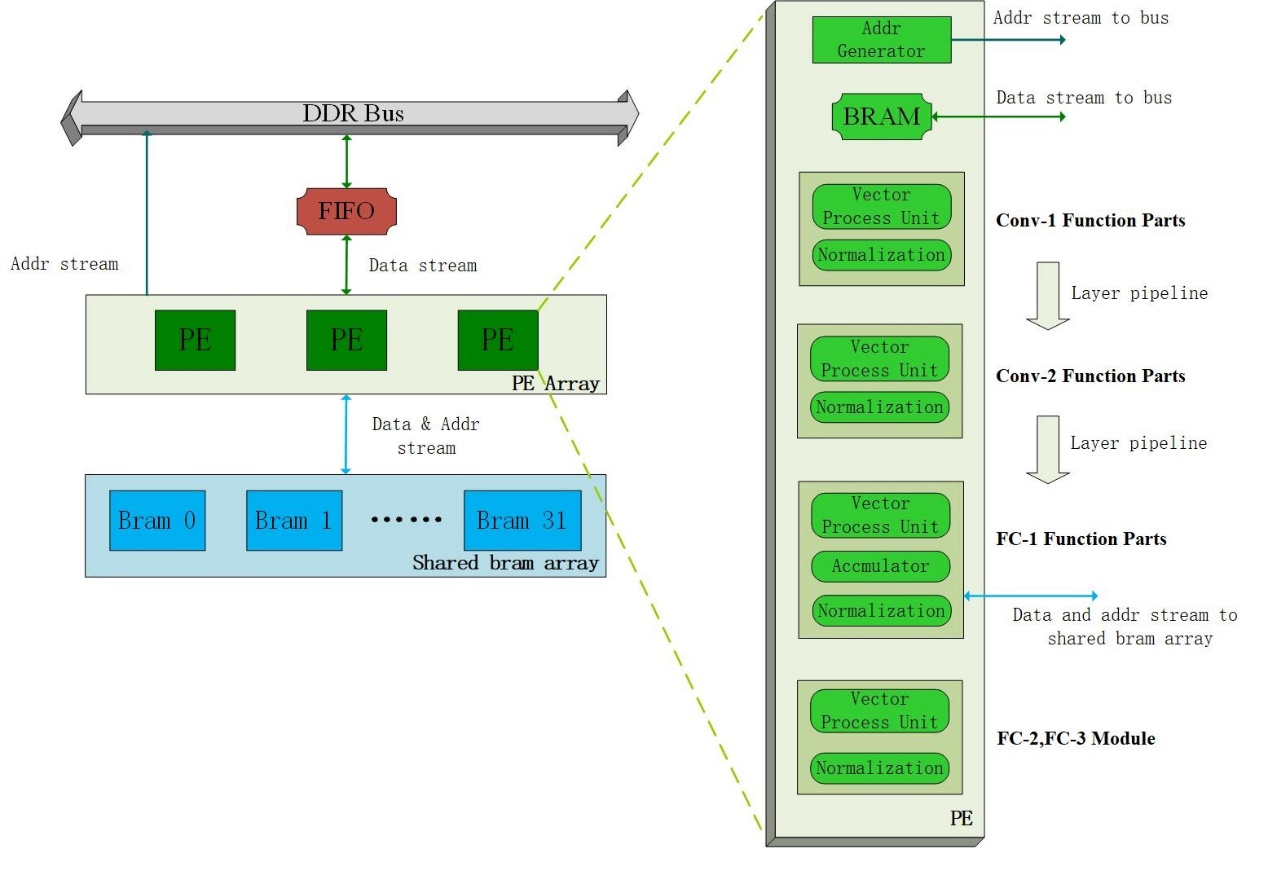 DDR Bus
FIFO
Addr stream
Data stream
PE
PE
PE
PE Array
Data & Addr
stream
Bram 0
Bram 1
......
Bram 31
Shared bram array
Addr
Generator
Addr stream to bus
BRAM
Data stream to bus
Vector
Process Unit
Normalization
Conv-1 Function Parts
Layer pipeline
Vector
Process Unit
Normalization
Conv-2 Function Parts
Layer pipeline
Vector
Process Unit
Accmulator
Normalization
FC-1 Function Parts
Data and addr stream to
shared bram array
Vector
Process Unit
Normalization
FC-2,FC-3 Module
PE